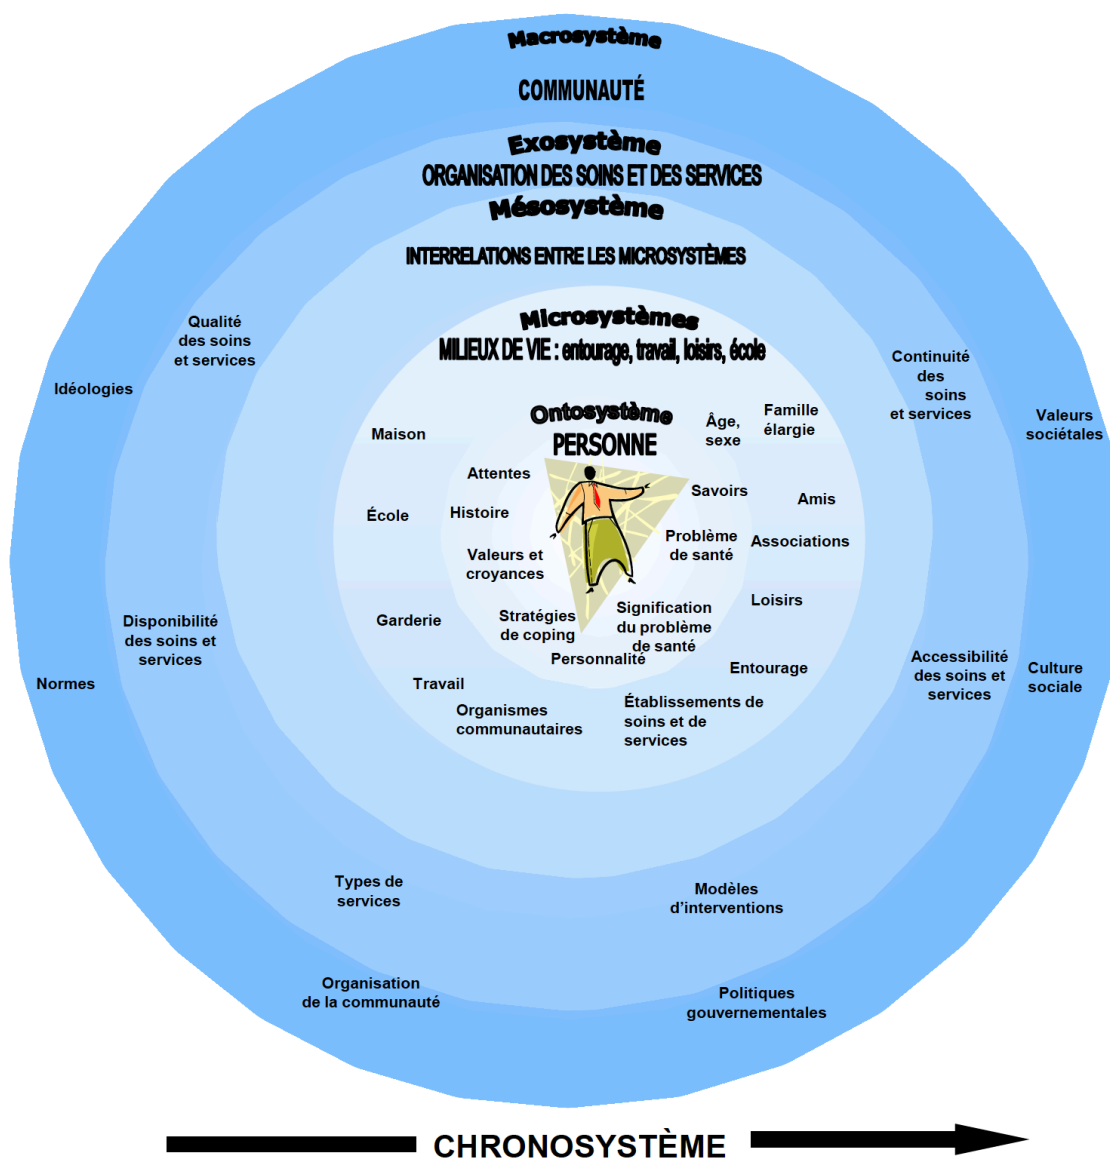 Macrosystème
COMMUNAUTÉ
Exosystème
ORGANISATION DES SOINS ET DES SERVICES
Mésosystème
INTERRELATIONS ENTRE LES MICROSYSTÈMES
Microsystèmes
MILIEUX DE VIE : entourage, travail, loisirs, école
Ontosystème
PERSONNE
Qualité
des soins
et services
Idéologies
Continuité
des
soins
et services
Valeurs
sociétales
Maison
Âge,
sexe
Famille
élargie
Attentes
Savoirs
Amis
École
Histoire
Problème
de santé
Associations
Valeurs et
croyances
Loisirs
Garderie
Stratégies
de coping
Signification
du problème
de santé
Personnalité
Entourage
Disponibilité
des soins et
services
Normes
Accessibilité
des soins et
services
Culture
sociale
Travail
Organismes
communautaires
Établissements de
soins et de
services
Types de
services
Modèles
d’interventions
Organisation
de la communauté
Politiques
gouvernementales
CHRONOSYSTÈME